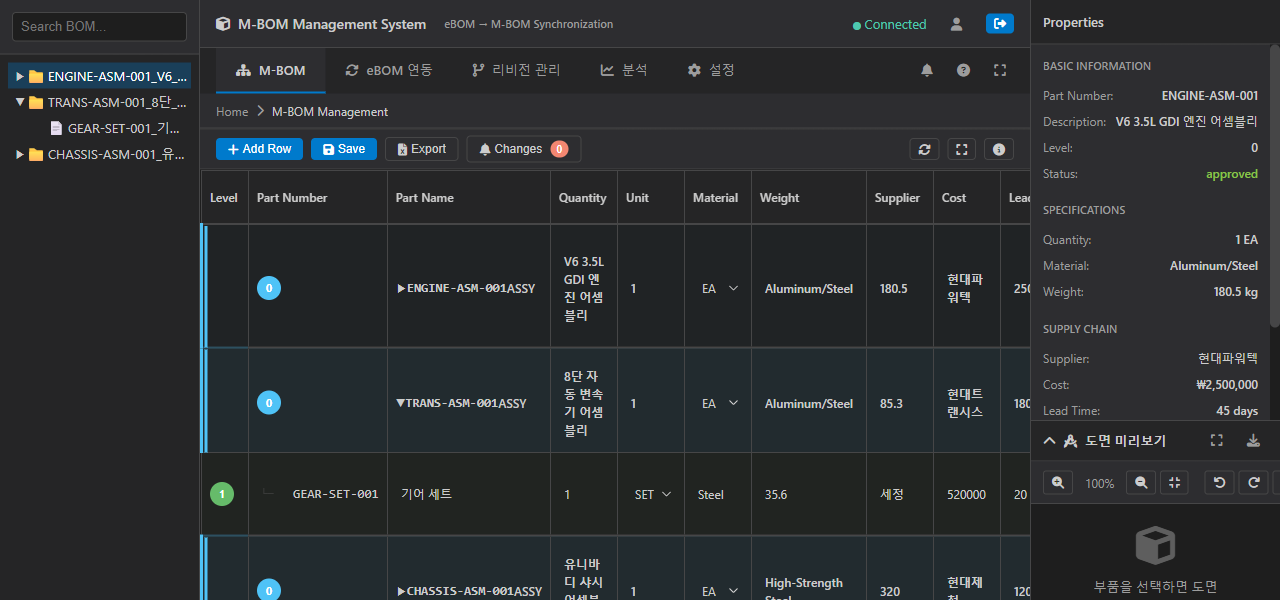 Search BOM...
ENGINE-ASM-001_V6_...
TRANS-ASM-001_8단_...
GEAR-SET-001_기...
CHASSIS-ASM-001_유...
M-BOM Management System
eBOM → M-BOM Synchronization
Connected
M-BOM
eBOM 연동
리비전 관리
분석
설정
Home > M-BOM Management
+ Add Row
Save
Export
Changes 0
Level Part Number Part Name Quantity Unit Material Weight Supplier Cost Lead
0 ▶ENGINE-ASM-001ASSY
V6 3.5L
GDI 엔
진 어셈
블리
1 EA Aluminum/Steel 180.5
현대파
워텍
250
0 ▼TRANS-ASM-001ASSY
8단 자
동 변속
기 어셈
블리
1 EA Aluminum/Steel 85.3
현대트
랜시스
180
1 GEAR-SET-001 기어 세트 1 SET Steel 35.6 세정 520000 20
0 ▶CHASSIS-ASM-001ASSY
유니바
디 샤시
어셈블
1 EA
High-Strength
Steel
320
현대제
철
120
Properties
BASIC INFORMATION
Part Number: ENGINE-ASM-001
Description: V6 3.5L GDI 엔진 어셈블리
Level: 0
Status: approved
SPECIFICATIONS
Quantity: 1 EA
Material: Aluminum/Steel
Weight: 180.5 kg
SUPPLY CHAIN
Supplier: 현대파워텍
Cost: ₩2,500,000
Lead Time: 45 days
도면 미리보기
100%
부품을 선택하면 도면